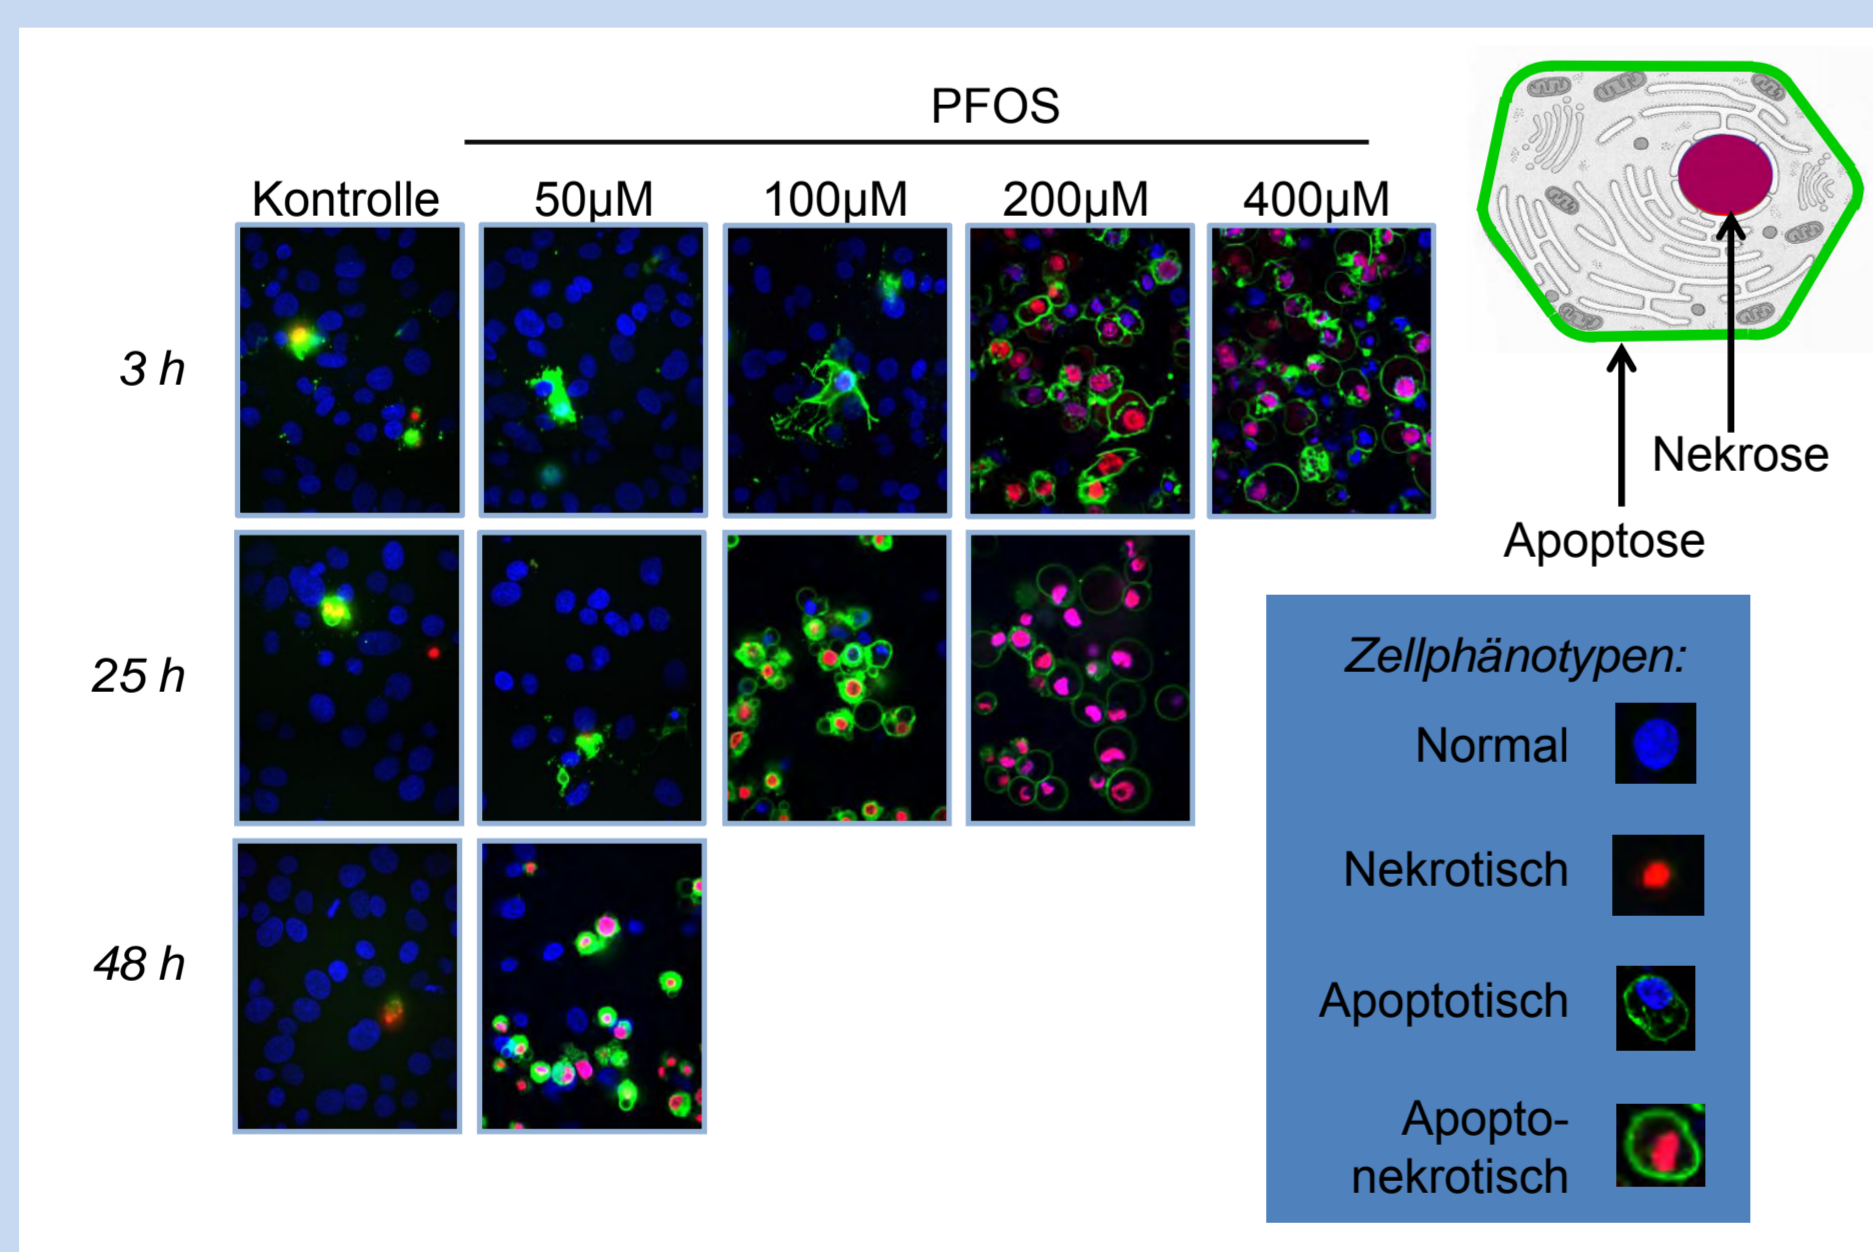 PFOS
Kontrolle 50µM 100µM 200µM 400µM
3 h
25 h
48 h
Nekrose
Apoptose
Zellphänotypen:
Normal
Nekrotisch
Apoptotisch
Apopto-
nekrotisch